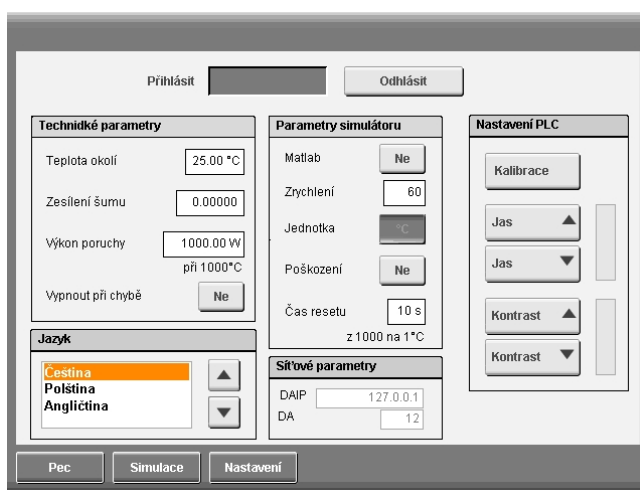 Přihlásit
Odhlásit
Technidké parametry
Teplota okolí 25.00 °C
Zesílení šumu 0.00000
Výkon poruchy 1000.00 W
při 1000°C
Vypnout při chybě Ne
Jazyk
Čeština
Polština
Angličtina
Parametry simulátoru
Matlab Ne
Zrychlení 60
Jednotka °C
Poškození Ne
Čas resetu 10 s
z 1000 na 1°C
Síťové parametry
DAIP 127.0.0.1
DA 12
Nastavení PLC
Kalibrace
Jas
Jas
Kontrast
Kontrast
Pec Simulace Nastavení